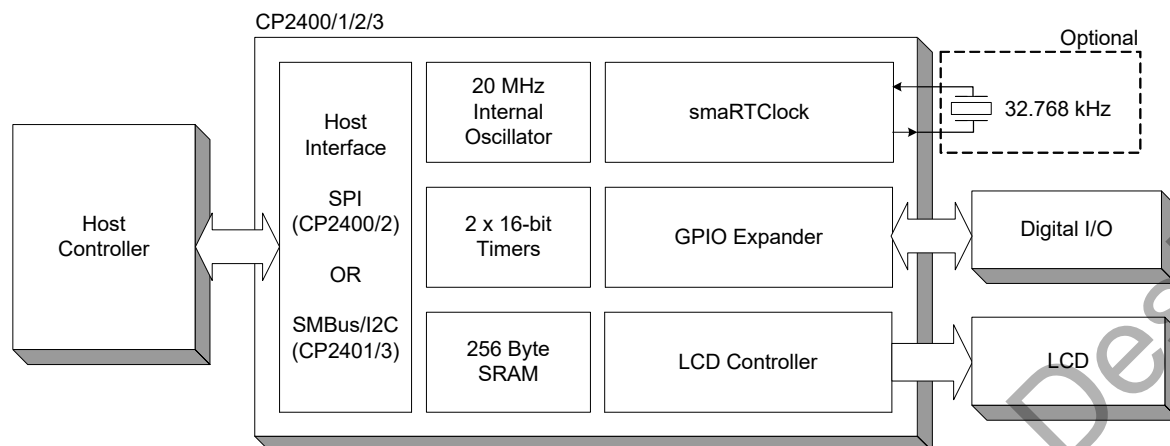 CP2400/1/2/3
Optional
Host
Controller
Host
Interface
SPI
(CP2400/2)
OR
SMBus/I2C
(CP2401/3)
20 MHz
Internal
Oscillator
smaRTClock
32.768 kHz
2 x 16-bit
Timers
GPIO Expander
Digital I/O
256 Byte
SRAM
LCD Controller
LCD
Des